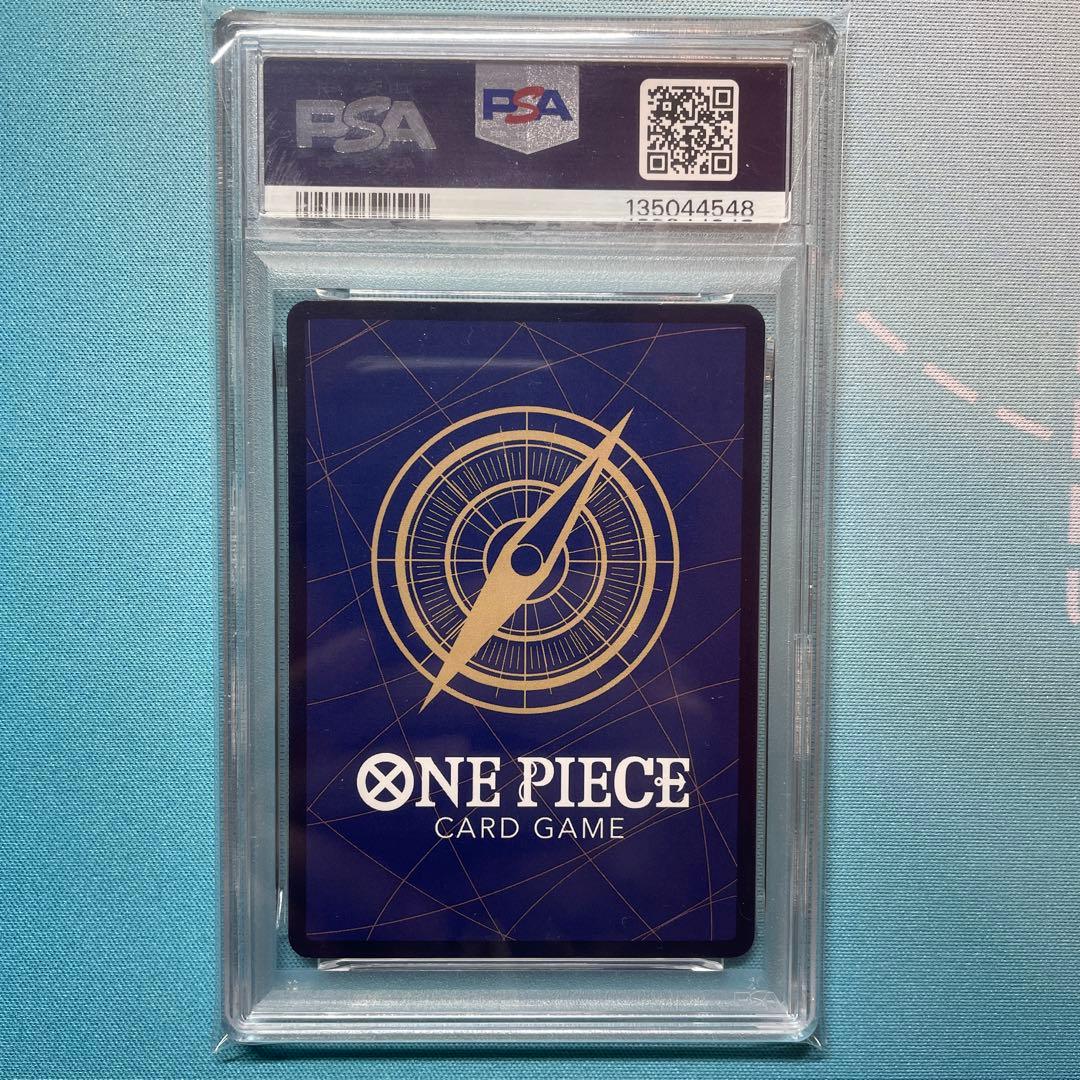 PSA
PSA
135044548
ONE PIECE
CARD GAME